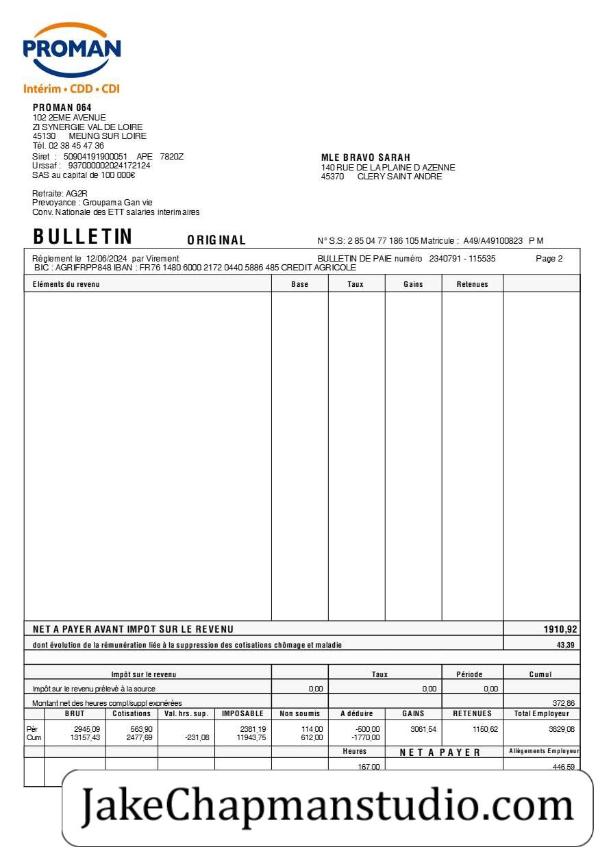 PROMAN
Intérim • CDD • CDI
PROMAN 064
102 2EME AVENUE
ZI SYNERGIE VAL DE LOIRE
45130 MEUNG SUR LOIRE
Tél. 02 38 45 47 36
Siret : 50904191900051 APE 7820Z
Urssaf : 937000002024172124
SAS au capital de 100 000€
MLE BRAVO SARAH
140 RUE DE LA PLAINE D AZENNE
45370 CLERY SAINT ANDRE
Retraite: AG2R
Prévoyance : Groupama Gan vie
Conv. Nationale des ETT salariés intérimaires
BULLETIN ORIGINAL N° S.S: 2 85 04 77 186 105 Matricule : A49/A49100823 P M
Règlement le 12/06/2024 par Virement BULLETIN DE PAIE numéro 2340791 - 115535 Page 2
BIC : AGRIFRPP848 IBAN : FR76 1480 6000 2172 0440 5886 485 CREDIT AGRICOLE
Eléments du revenu Base Taux Gains Retenues
NET A PAYER AVANT IMPOT SUR LE REVENU 1910,92
dont évolution de la rémunération liée à la suppression des cotisations chômage et maladie 43,39
Impôt sur le revenu Taux Période Cumul
Impôt sur le revenu prélevé à la source 0,00 0,00 0,00
Montant net des heures compl/suppl exonérées 372,86
BRUT Cotisations Val. hrs. sup. IMPOSABLE Non soumis A déduire GAINS RETENUES Total Employeur
Pér 2945,09 563,90 2381,19 114,00 -600,00 3061,54 1150,62 3629,08
Cum 13157,43 2477,69 -231,08 11943,75 612,00 -1770,00
Heures NET A PAYER Allègements Employeur
167,00 446,59
JakeChapmanstudio.com